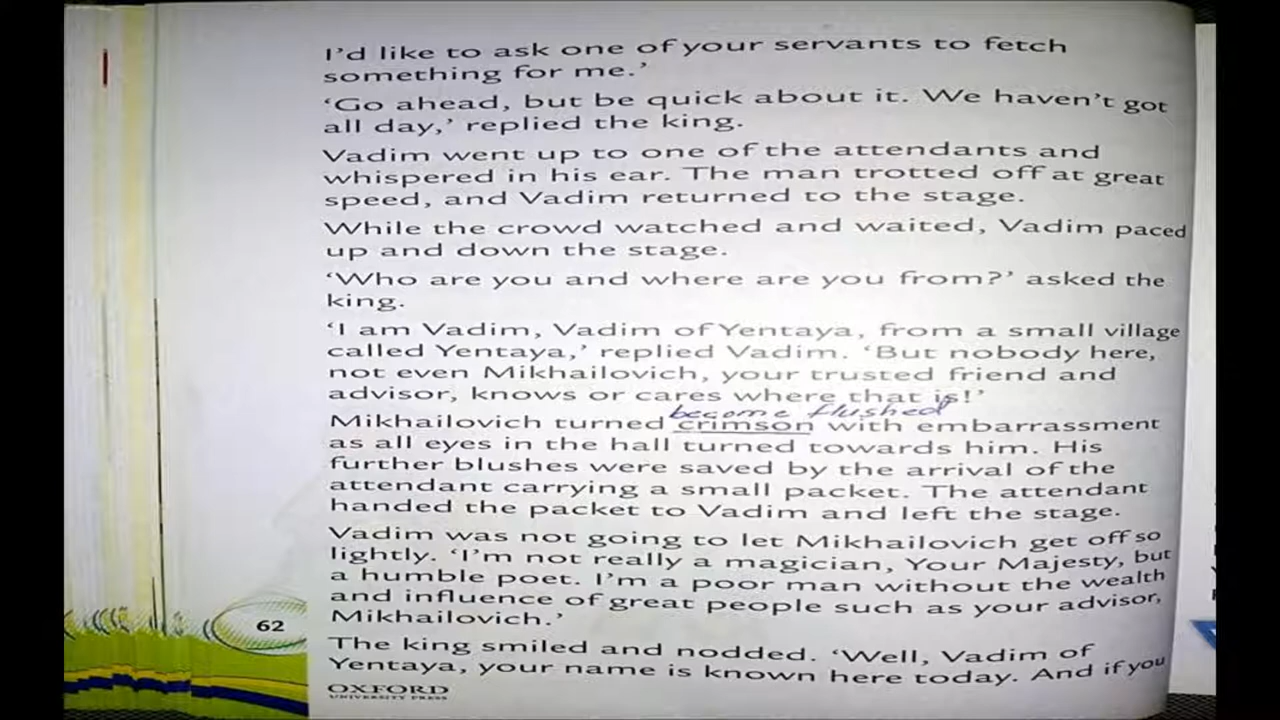 I'd like to ask one of your servants to fetch
something for me.'
'Go ahead, but be quick about it. We haven't got
all day,' replied the king.
Vadim went up to one of the attendants and
whispered in his ear. The man trotted off at great
speed, and Vadim returned to the stage.
While the crowd watched and waited, Vadim paced
up and down the stage.
'Who are you and where are you from?' asked the
king.
'I am Vadim, Vadim of Yentaya, from a small village
called Yentaya,' replied Vadim. 'But nobody here,
not even Mikhailovich, your trusted friend and
advisor, knows or cares where that is!'
become flushed
Mikhailovich turned crimson with embarrassment
as all eyes in the hall turned towards him. His
further blushes were saved by the arrival of the
attendant carrying a small packet. The attendant
handed the packet to Vadim and left the stage.
Vadim was not going to let Mikhailovich get off so
lightly. 'I'm not really a magician, Your Majesty, but
a humble poet. I'm a poor man without the wealth
and influence of great people such as your advisor,
Mikhailovich.'
The king smiled and nodded. 'Well, Vadim of
Yentaya, your name is known here today. And if you
62
OXFORD
UNIVERSITY PRESS